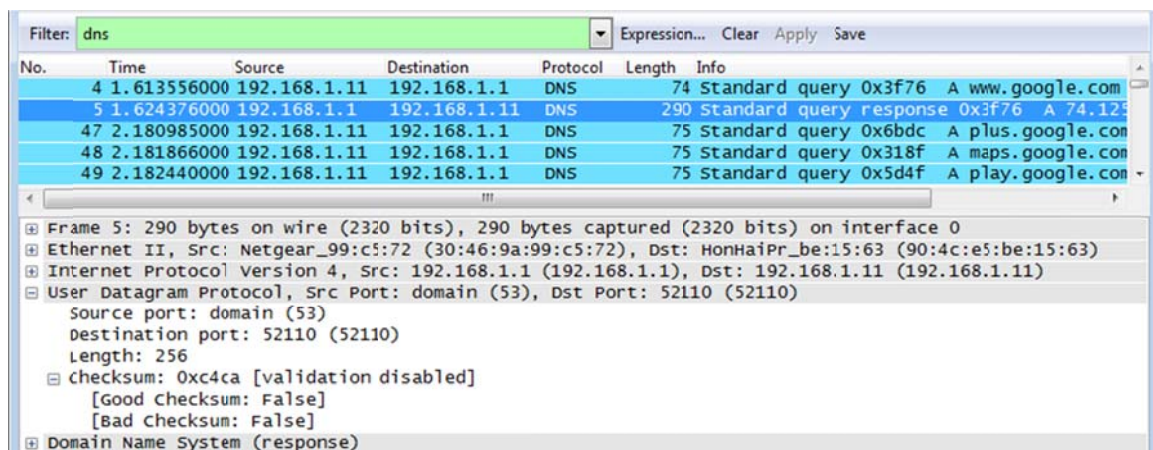 Filter: dns Expression... Clear Apply Save
No. Time Source Destination Protocol Length Info
4 1.613556000 192.168.1.11 192.168.1.1 DNS 74 Standard query 0x3f76 A www.google.com
5 1.624376000 192.168.1.1 192.168.1.11 DNS 290 Standard query response 0x3f76 A 74.125
47 2.180985000 192.168.1.11 192.168.1.1 DNS 75 Standard query 0x6bdc A plus.google.com
48 2.181866000 192.168.1.11 192.168.1.1 DNS 75 Standard query 0x318f A maps.google.com
49 2.182440000 192.168.1.11 192.168.1.1 DNS 75 Standard query 0x5d4f A play.google.com
Frame 5: 290 bytes on wire (2320 bits), 290 bytes captured (2320 bits) on interface 0
Ethernet II, Src: Netgear_99:c5:72 (30:46:9a:99:c5:72), Dst: HonHaiPr_be:15:63 (90:4c:e5:be:15:63)
Internet Protocol Version 4, Src: 192.168.1.1 (192.168.1.1), Dst: 192.168.1.11 (192.168.1.11)
User Datagram Protocol, Src Port: domain (53), Dst Port: 52110 (52110)
Source port: domain (53)
Destination port: 52110 (52110)
Length: 256
Checksum: 0xc4ca [validation disabled]
[Good Checksum: False]
[Bad Checksum: False]
Domain Name System (response)